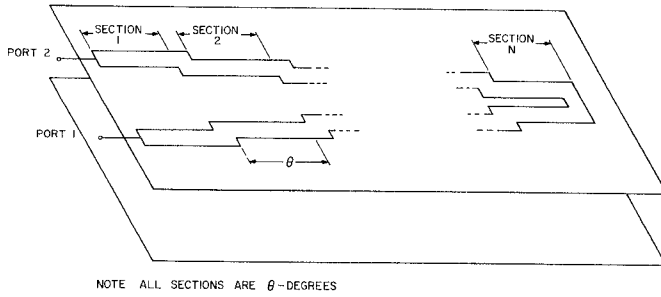 SECTION
1
SECTION
2
SECTION
N
PORT 2
PORT 1
θ
NOTE ALL SECTIONS ARE θ-DEGREES